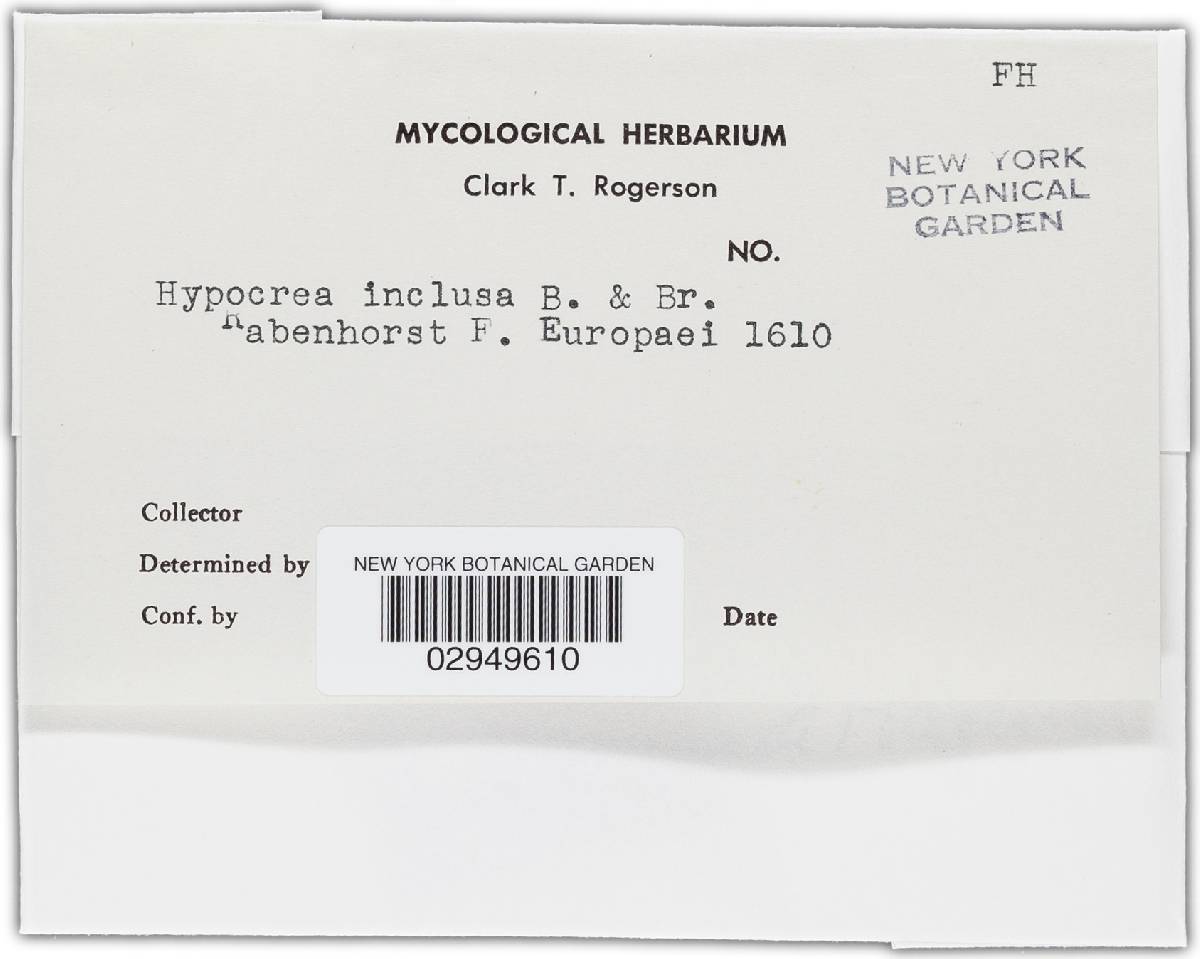 FH
MYCOLOGICAL HERBARIUM
Clark T. Rogerson
NEW YORK
BOTANICAL
GARDEN
NO.
Hypocrea inclusa B. & Br.
Rabenhorst F. Europaei 1610
Collector
Determined by
Conf. by
NEW YORK BOTANICAL GARDEN
02949610
Date